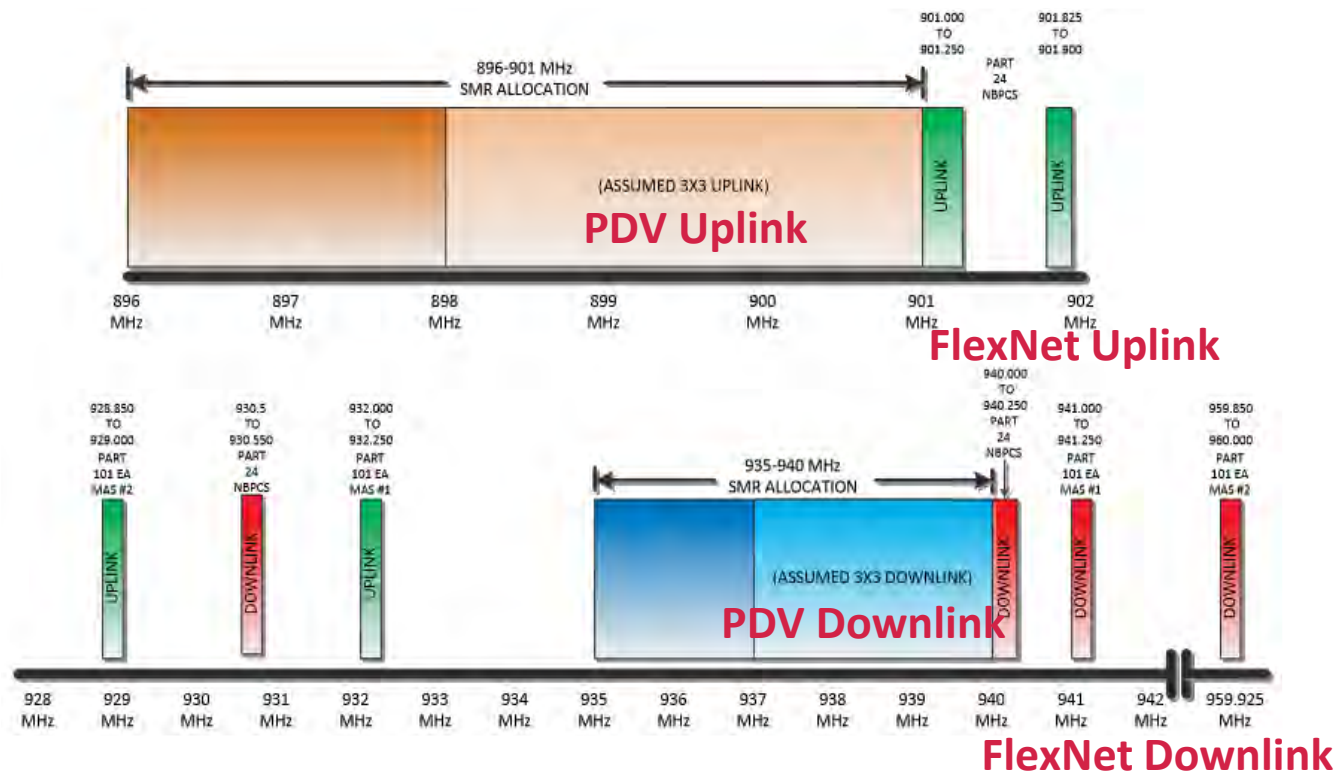 901.000
TO
901.250
901.825
TO
901.900
PART
24
NBPCS
896-901 MHz
SMR ALLOCATION
(ASSUMED 3X3 UPLINK)
PDV Uplink
UPLINK
UPLINK
896
MHz
897
MHz
898
MHz
899
MHz
900
MHz
901
MHz
902
MHz
FlexNet Uplink
928.850
TO
929.000
PART
101 EA
MAS #2
930.5
TO
930.550
PART
24
NBPCS
932.000
TO
932.250
PART
101 EA
MAS #1
940.000
TO
940.250
PART
24
NBPCS
941.000
TO
941.250
PART
101 EA
MAS #1
959.850
TO
960.000
PART
101 EA
MAS #2
935-940 MHz
SMR ALLOCATION
UPLINK
DOWNLINK
UPLINK
(ASSUMED 3X3 DOWNLINK)
PDV Downlink
DOWNLINK
DOWNLINK
DOWNLINK
928
MHz
929
MHz
930
MHz
931
MHz
932
MHz
933
MHz
934
MHz
935
MHz
936
MHz
937
MHz
938
MHz
939
MHz
940
MHz
941
MHz
942
MHz
959.925
MHz
FlexNet Downlink